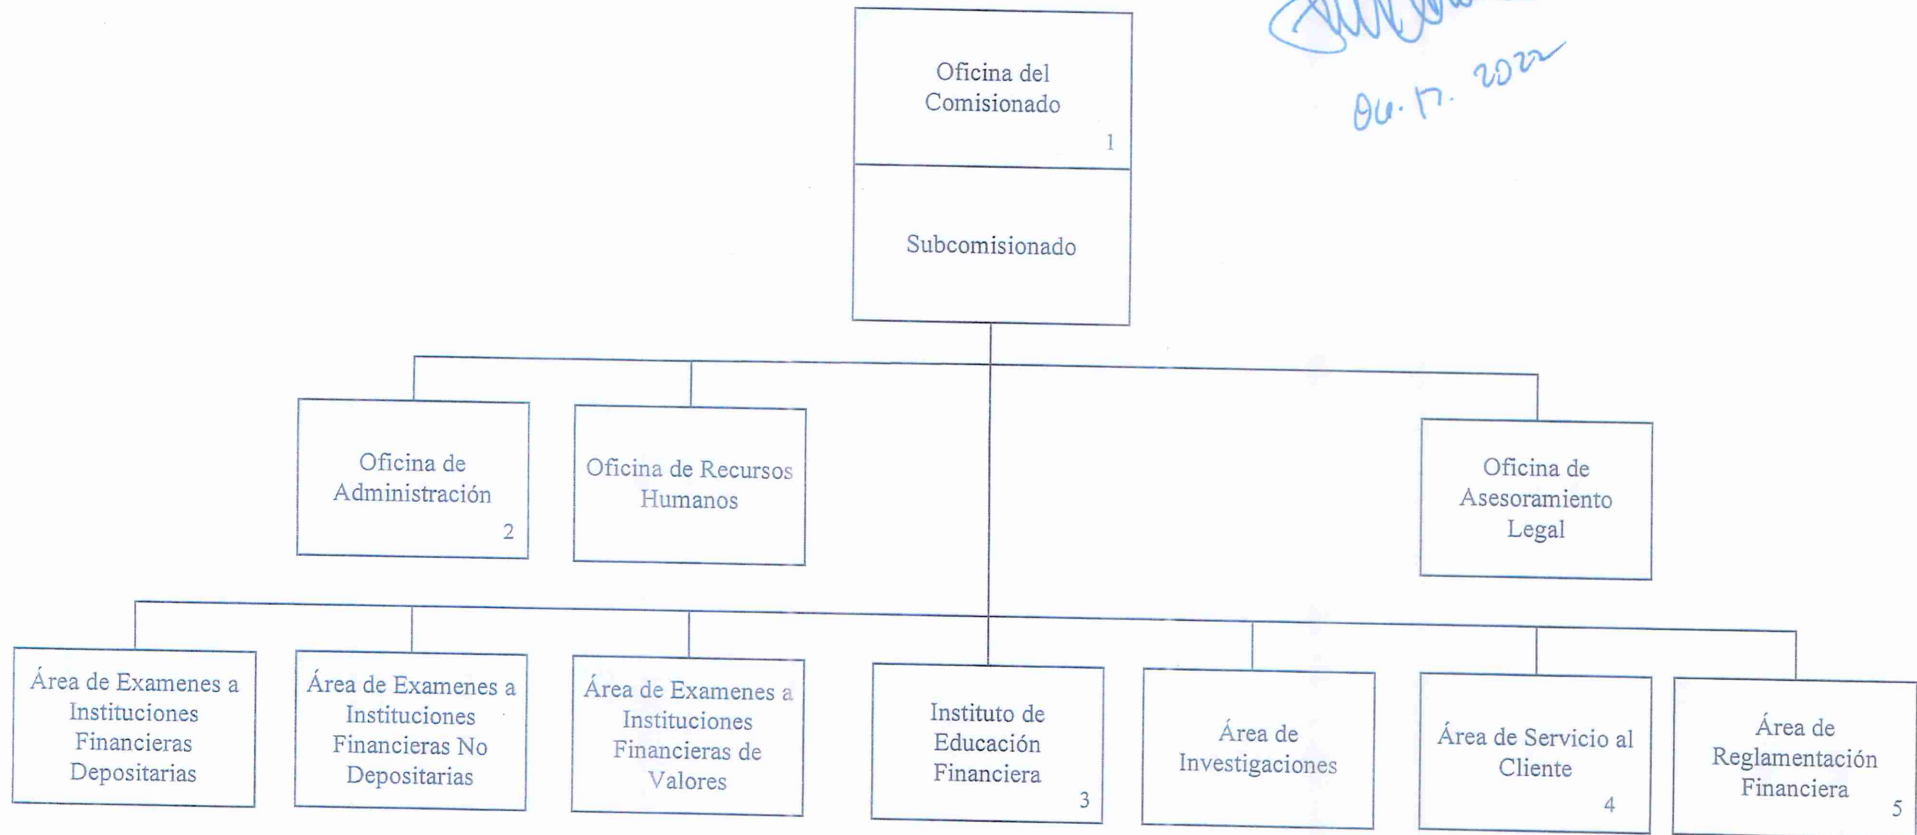 Oficina del
Comisionado
1
Subcomisionado
2022
Oficina de
Administración
2
Oficina de Recursos
Humanos
Oficina de
Asesoramiento
Legal
Área de Examenes a
Instituciones
Financieras
Depositarias
Área de Examenes a
Instituciones
Financieras No
Depositarias
Área de Examenes a
Instituciones
Financieras de
Valores
Instituto de
Educación
Financiera
3
Área de
Investigaciones
Área de Servicio al
Cliente
4
Área de
Reglamentación
Financiera
5